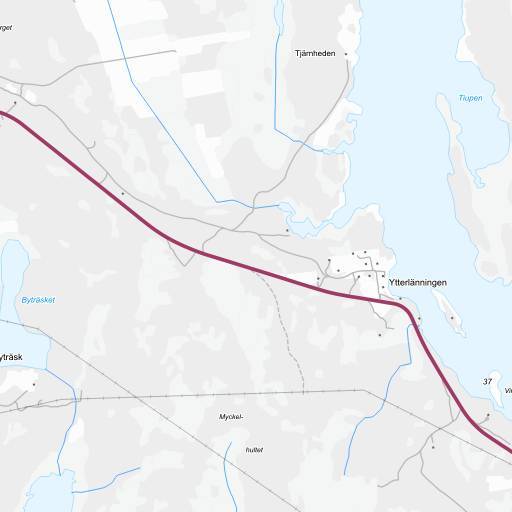 Tjärnheden
Tiupen
Ytterlänningen
Byträsket
37
Myckel-
hullet